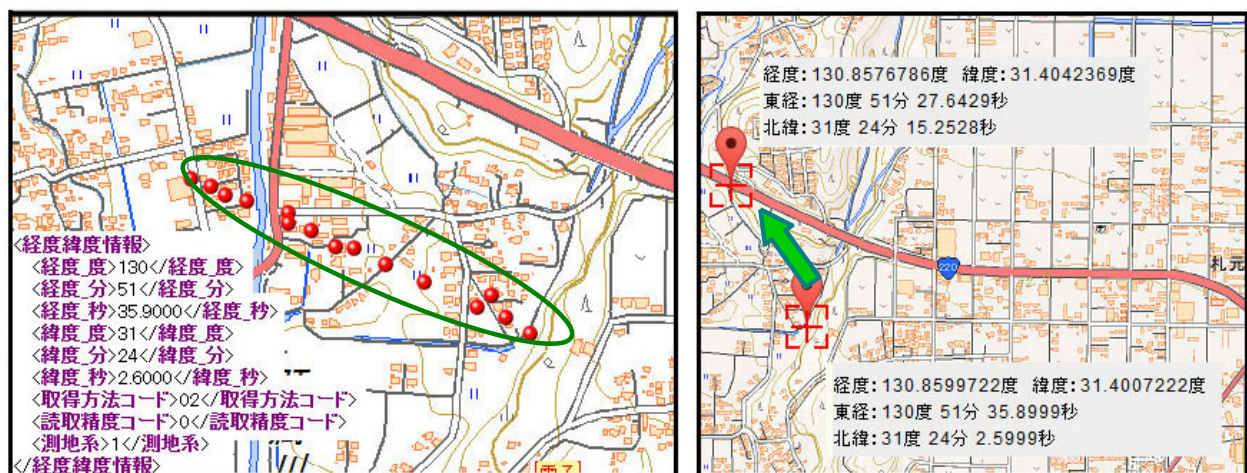 <経度緯度情報>
<経度_度>130</経度_度>
<経度_分>51</経度_分>
<経度_秒>35.9000</経度_秒>
<緯度_度>31</緯度_度>
<緯度_分>24</緯度_分>
<緯度_秒>2.6000</緯度_秒>
<取得方法コード>02</取得方法コード>
<読取精度コード>0</読取精度コード>
<測地系>1</測地系>
</経度緯度情報>
経度:130.8576786度 緯度:31.4042369度
東経:130度 51分 27.6429秒
北緯:31度 24分 15.2528秒
220
札元
経度:130.8599722度 緯度:31.4007222度
東経:130度 51分 35.8999秒
北緯:31度 24分 2.5999秒